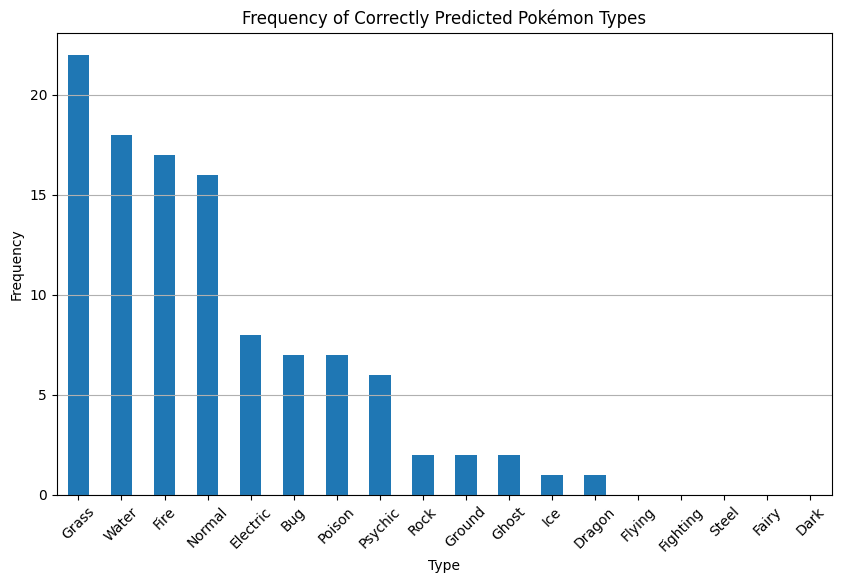 Frequency of Correctly Predicted Pokémon Types
Frequency
20
15
10
5
0
Grass
Water
Fire
Normal
Electric
Bug
Poison
Psychic
Rock
Ground
Ghost
Ice
Dragon
Flying
Fighting
Steel
Fairy
Dark
Type